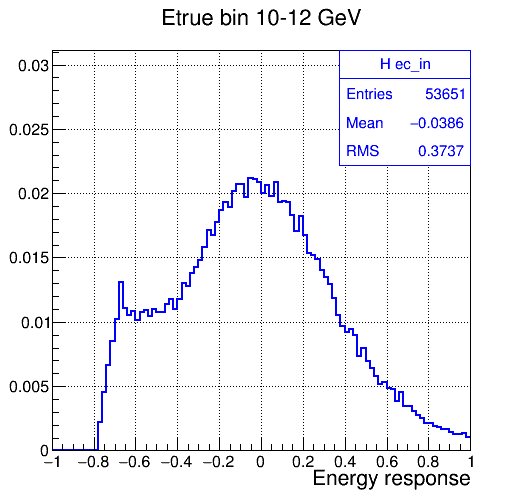 Etrue bin 10-12 GeV
H ec_in
Entries 53651
Mean −0.0386
RMS 0.3737
0.03
0.025
0.02
0.015
0.01
0.005
0
−1 −0.8 −0.6 −0.4 −0.2 0 0.2 0.4 0.6 0.8 1
Energy response